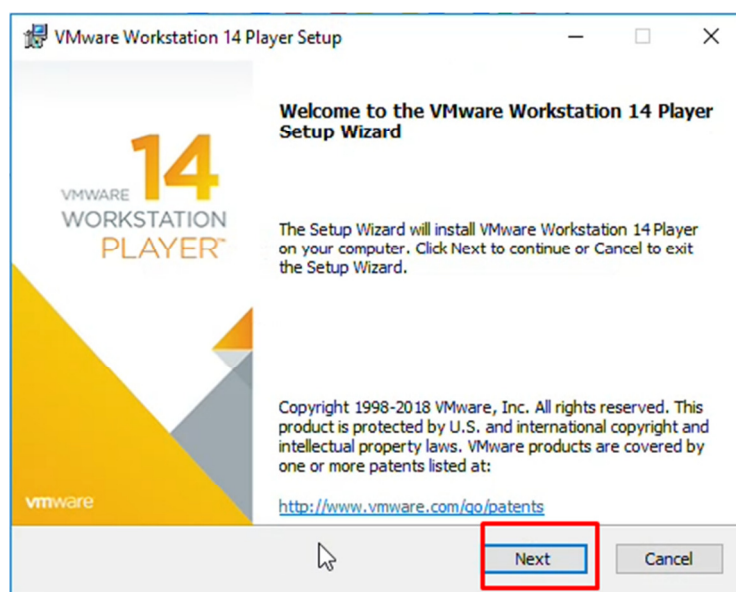 VMware Workstation 14 Player Setup
Welcome to the VMware Workstation 14 Player
Setup Wizard
14
VMWARE
WORKSTATION
PLAYER™
The Setup Wizard will install VMware Workstation 14 Player
on your computer. Click Next to continue or Cancel to exit
the Setup Wizard.
Copyright 1998-2018 VMware, Inc. All rights reserved. This
product is protected by U.S. and international copyright and
intellectual property laws. VMware products are covered by
one or more patents listed at:
vmware
http://www.vmware.com/go/patents
Next
Cancel